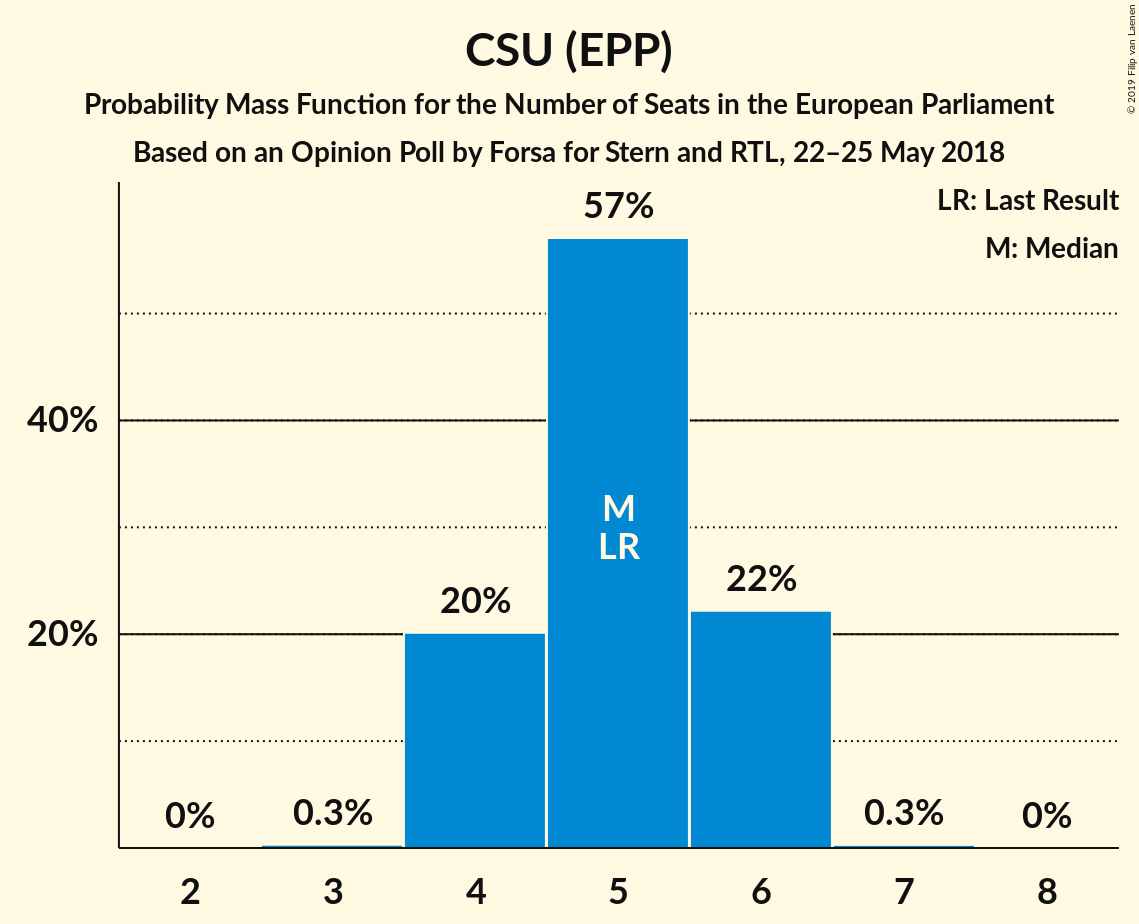 CSU (EPP)
Probability Mass Function for the Number of Seats in the European Parliament
Based on an Opinion Poll by Forsa for Stern and RTL, 22–25 May 2018
© 2019 Filip van Laenen
LR: Last Result
M: Median
57%
40%
M
LR
22%
20%
20%
0%
0.3%
0.3%
0%
2
3
4
5
6
7
8